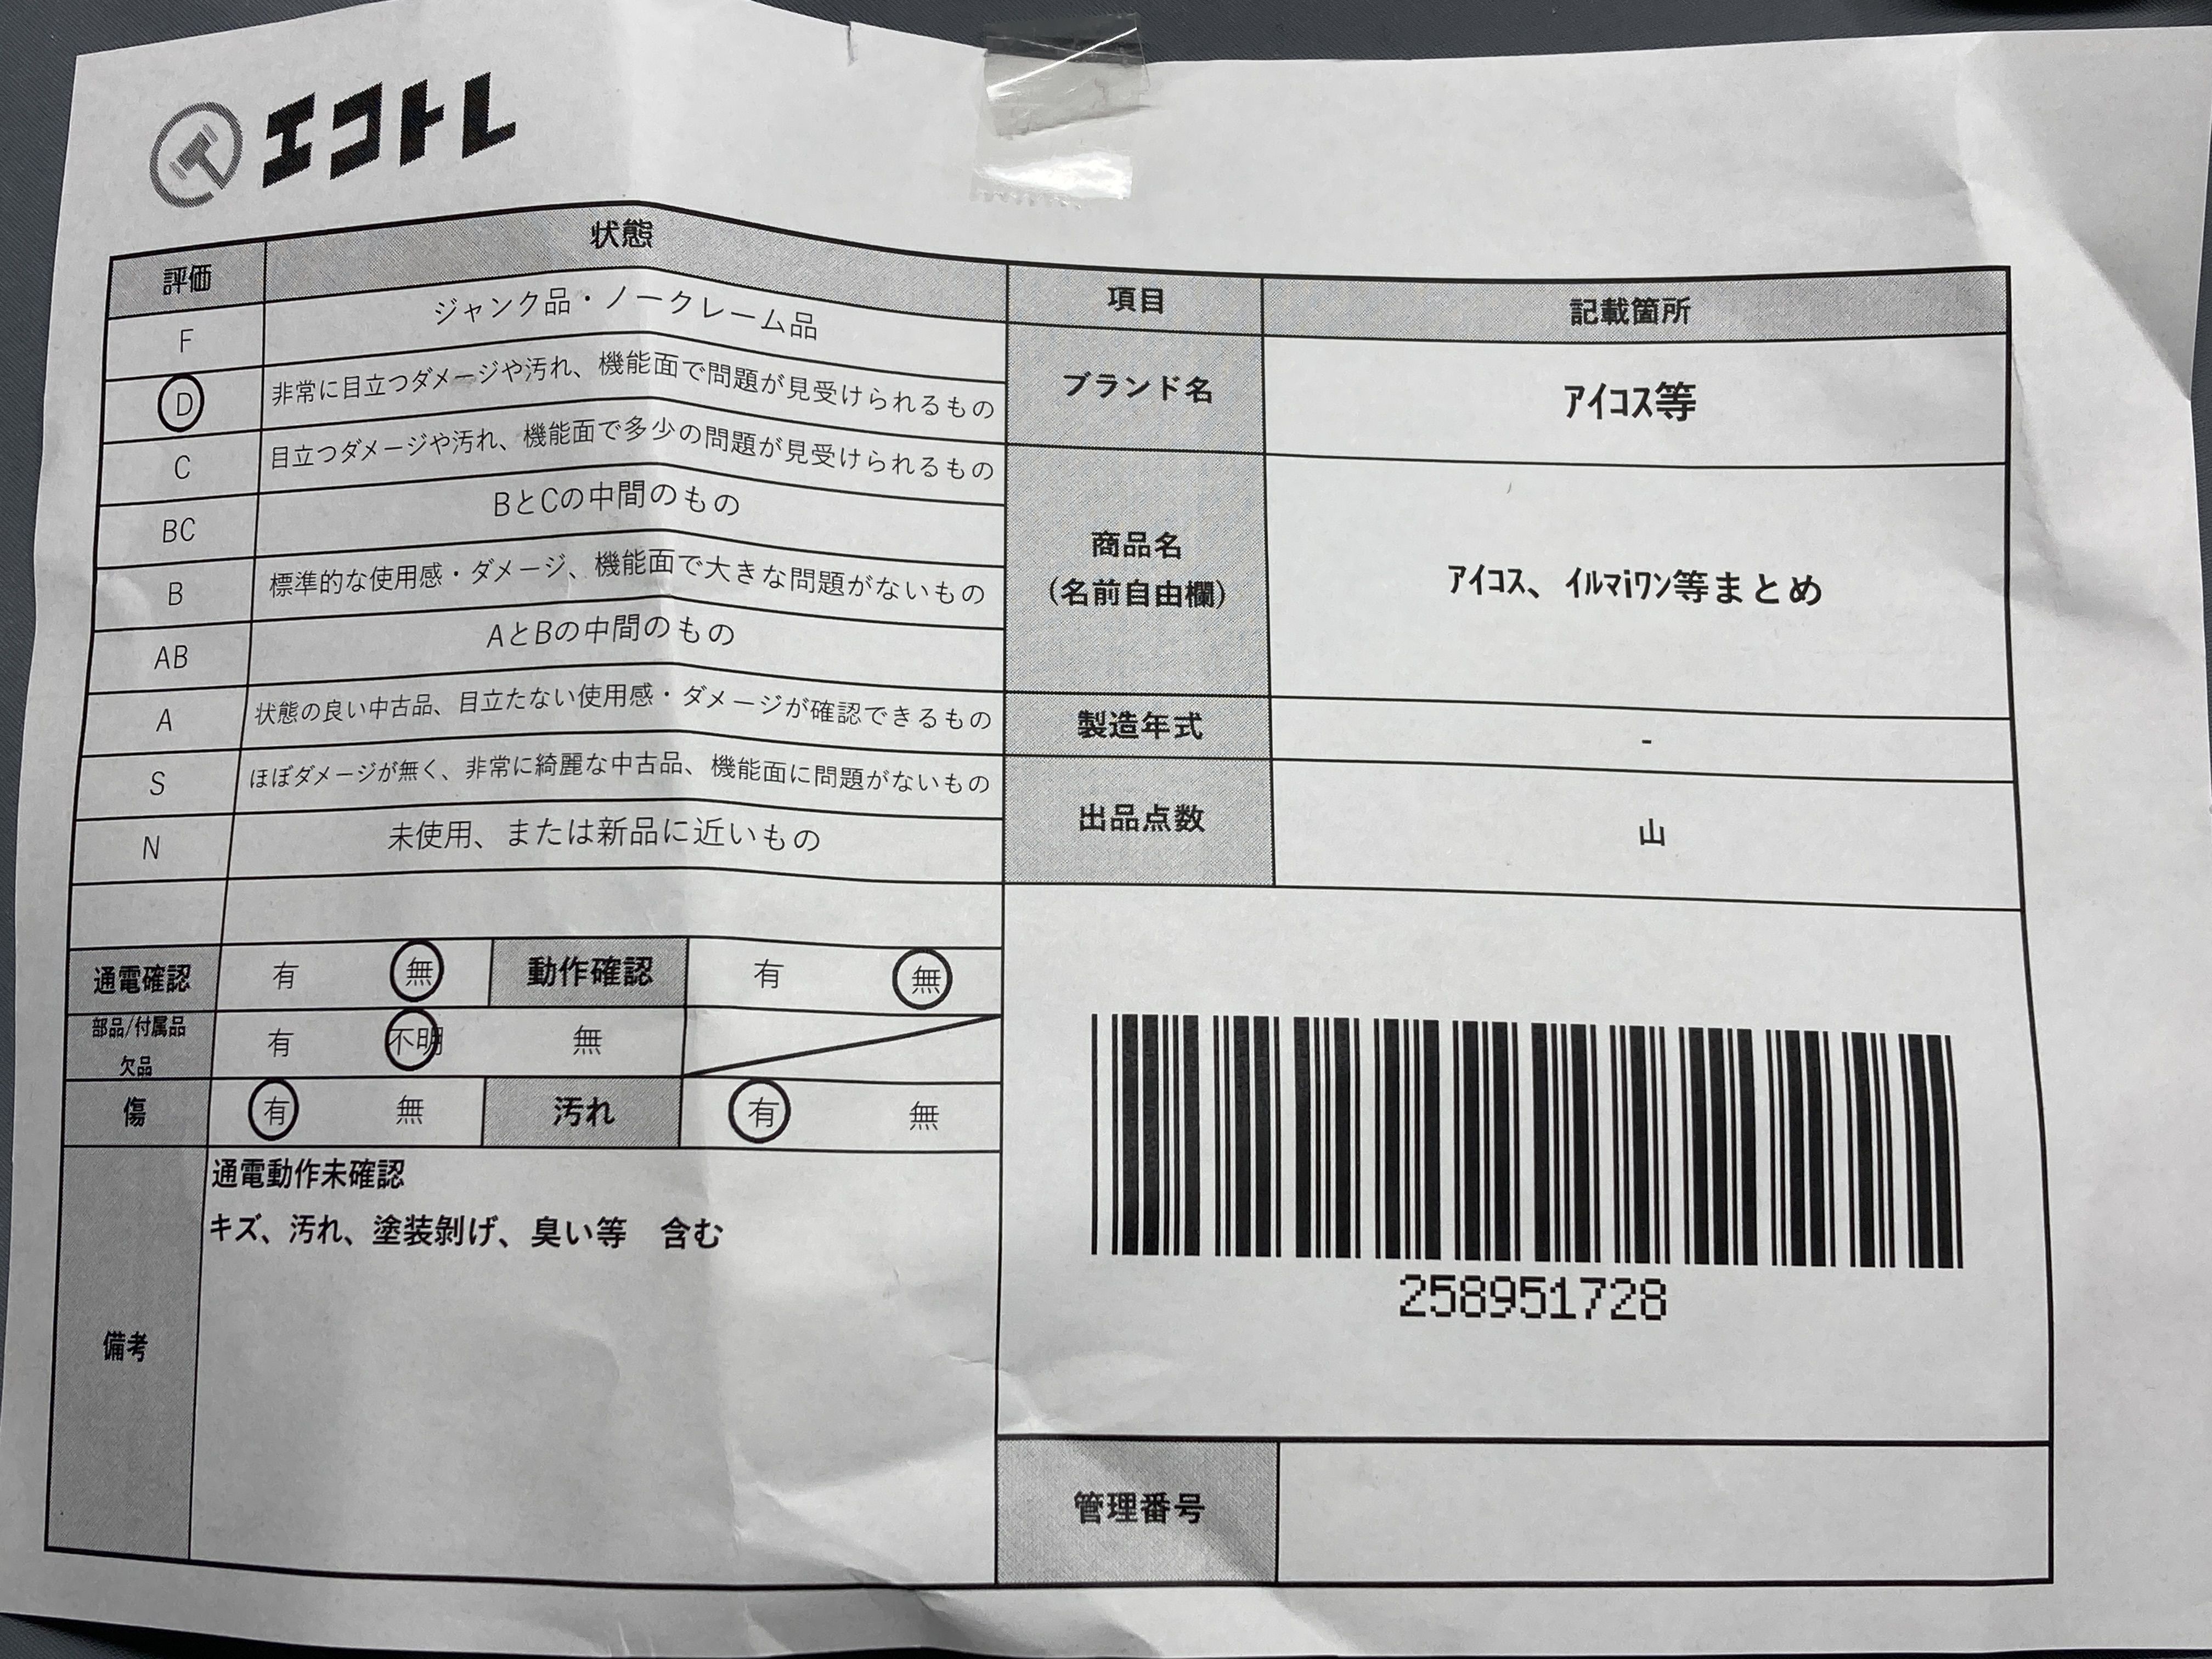 エコトレ
評価 状態
F ジャンク品・ノークレーム品
D 非常に目立つダメージや汚れ、機能面で問題が見受けられるもの
C 目立つダメージや汚れ、機能面で多少の問題が見受けられるもの
BC BとCの中間のもの
B 標準的な使用感・ダメージ、機能面で大きな問題がないもの
AB AとBの中間のもの
A 状態の良い中古品、目立たない使用感・ダメージが確認できるもの
S ほぼダメージが無く、非常に綺麗な中古品、機能面に問題がないもの
N 未使用、または新品に近いもの
通電確認 有 無 動作確認 有 無
部品/付属品
欠品 有 不明 無
傷 有 無 汚れ 有 無
備考
通電動作未確認
キズ、汚れ、塗装剝げ、臭い等 含む
項目 記載箇所
ブランド名 ｱｲｺｽ等
商品名
(名前自由欄) ｱｲｺｽ、ｲﾙﾏiﾜﾝ等まとめ
製造年式 -
出品点数 山
258951728
管理番号